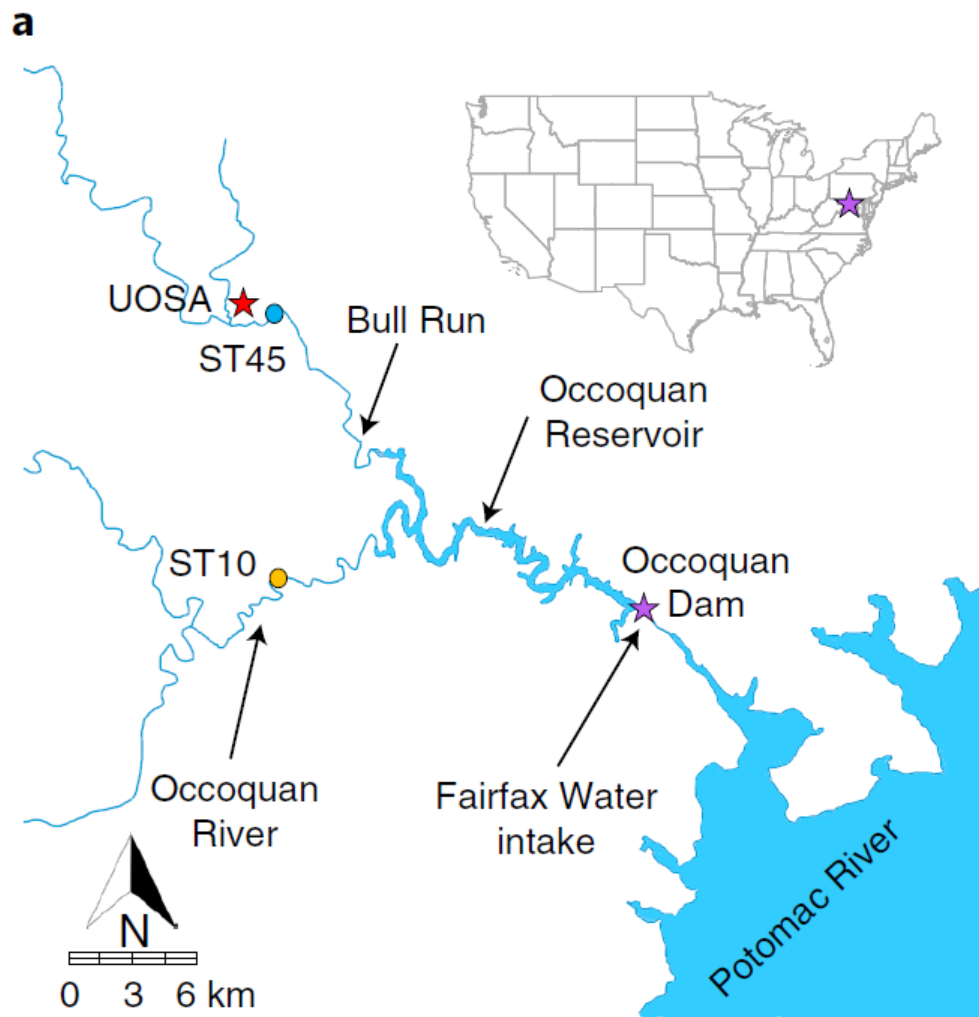 a
UOSA
ST45
Bull Run
Occoquan
Reservoir
ST10
Occoquan
Dam
Occoquan
River
Fairfax Water
intake
Potomac River
N
0 3 6 km